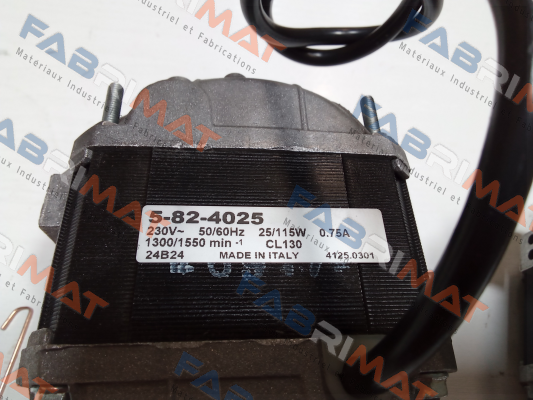 5-82-4025
230V~ 50/60Hz 25/115W 0.75A
1300/1550 min -1 CL130
24B24 MADE IN ITALY 4125.0301
FABRIMAT
Materiaux Industriel et Fabrications